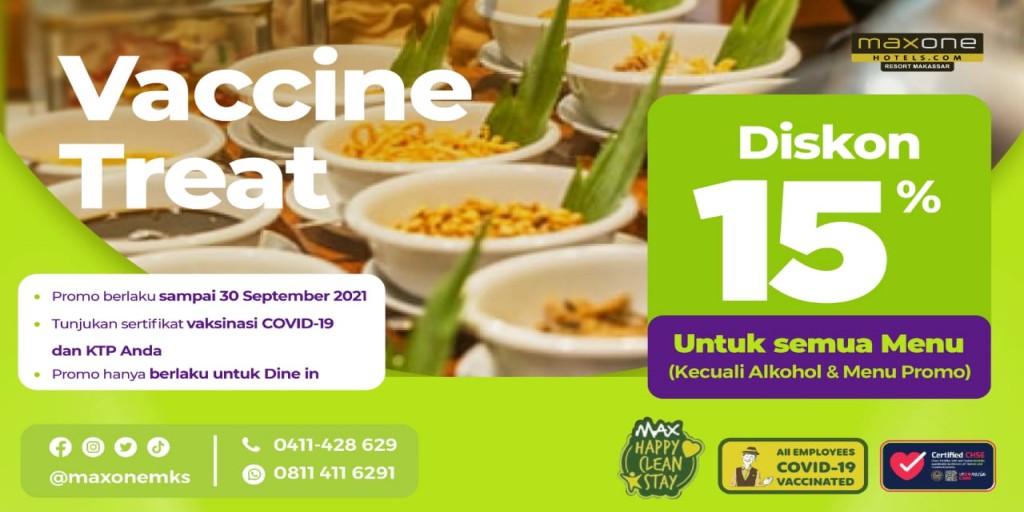 Vaccine
Treat
maxone
HOTELS.COM
RESORT MAKASSAR
Diskon
15%
Untuk semua Menu
(Kecuali Alkohol & Menu Promo)
• Promo berlaku sampai 30 September 2021
• Tunjukan sertifikat vaksinasi COVID-19
dan KTP Anda
• Promo hanya berlaku untuk Dine in
@maxonemks
0411-428 629
0811 411 6291
MAX
HAPPY
CLEAN
STAY
All EMPLOYEES
COVID-19
VACCINATED
Certified CHSE